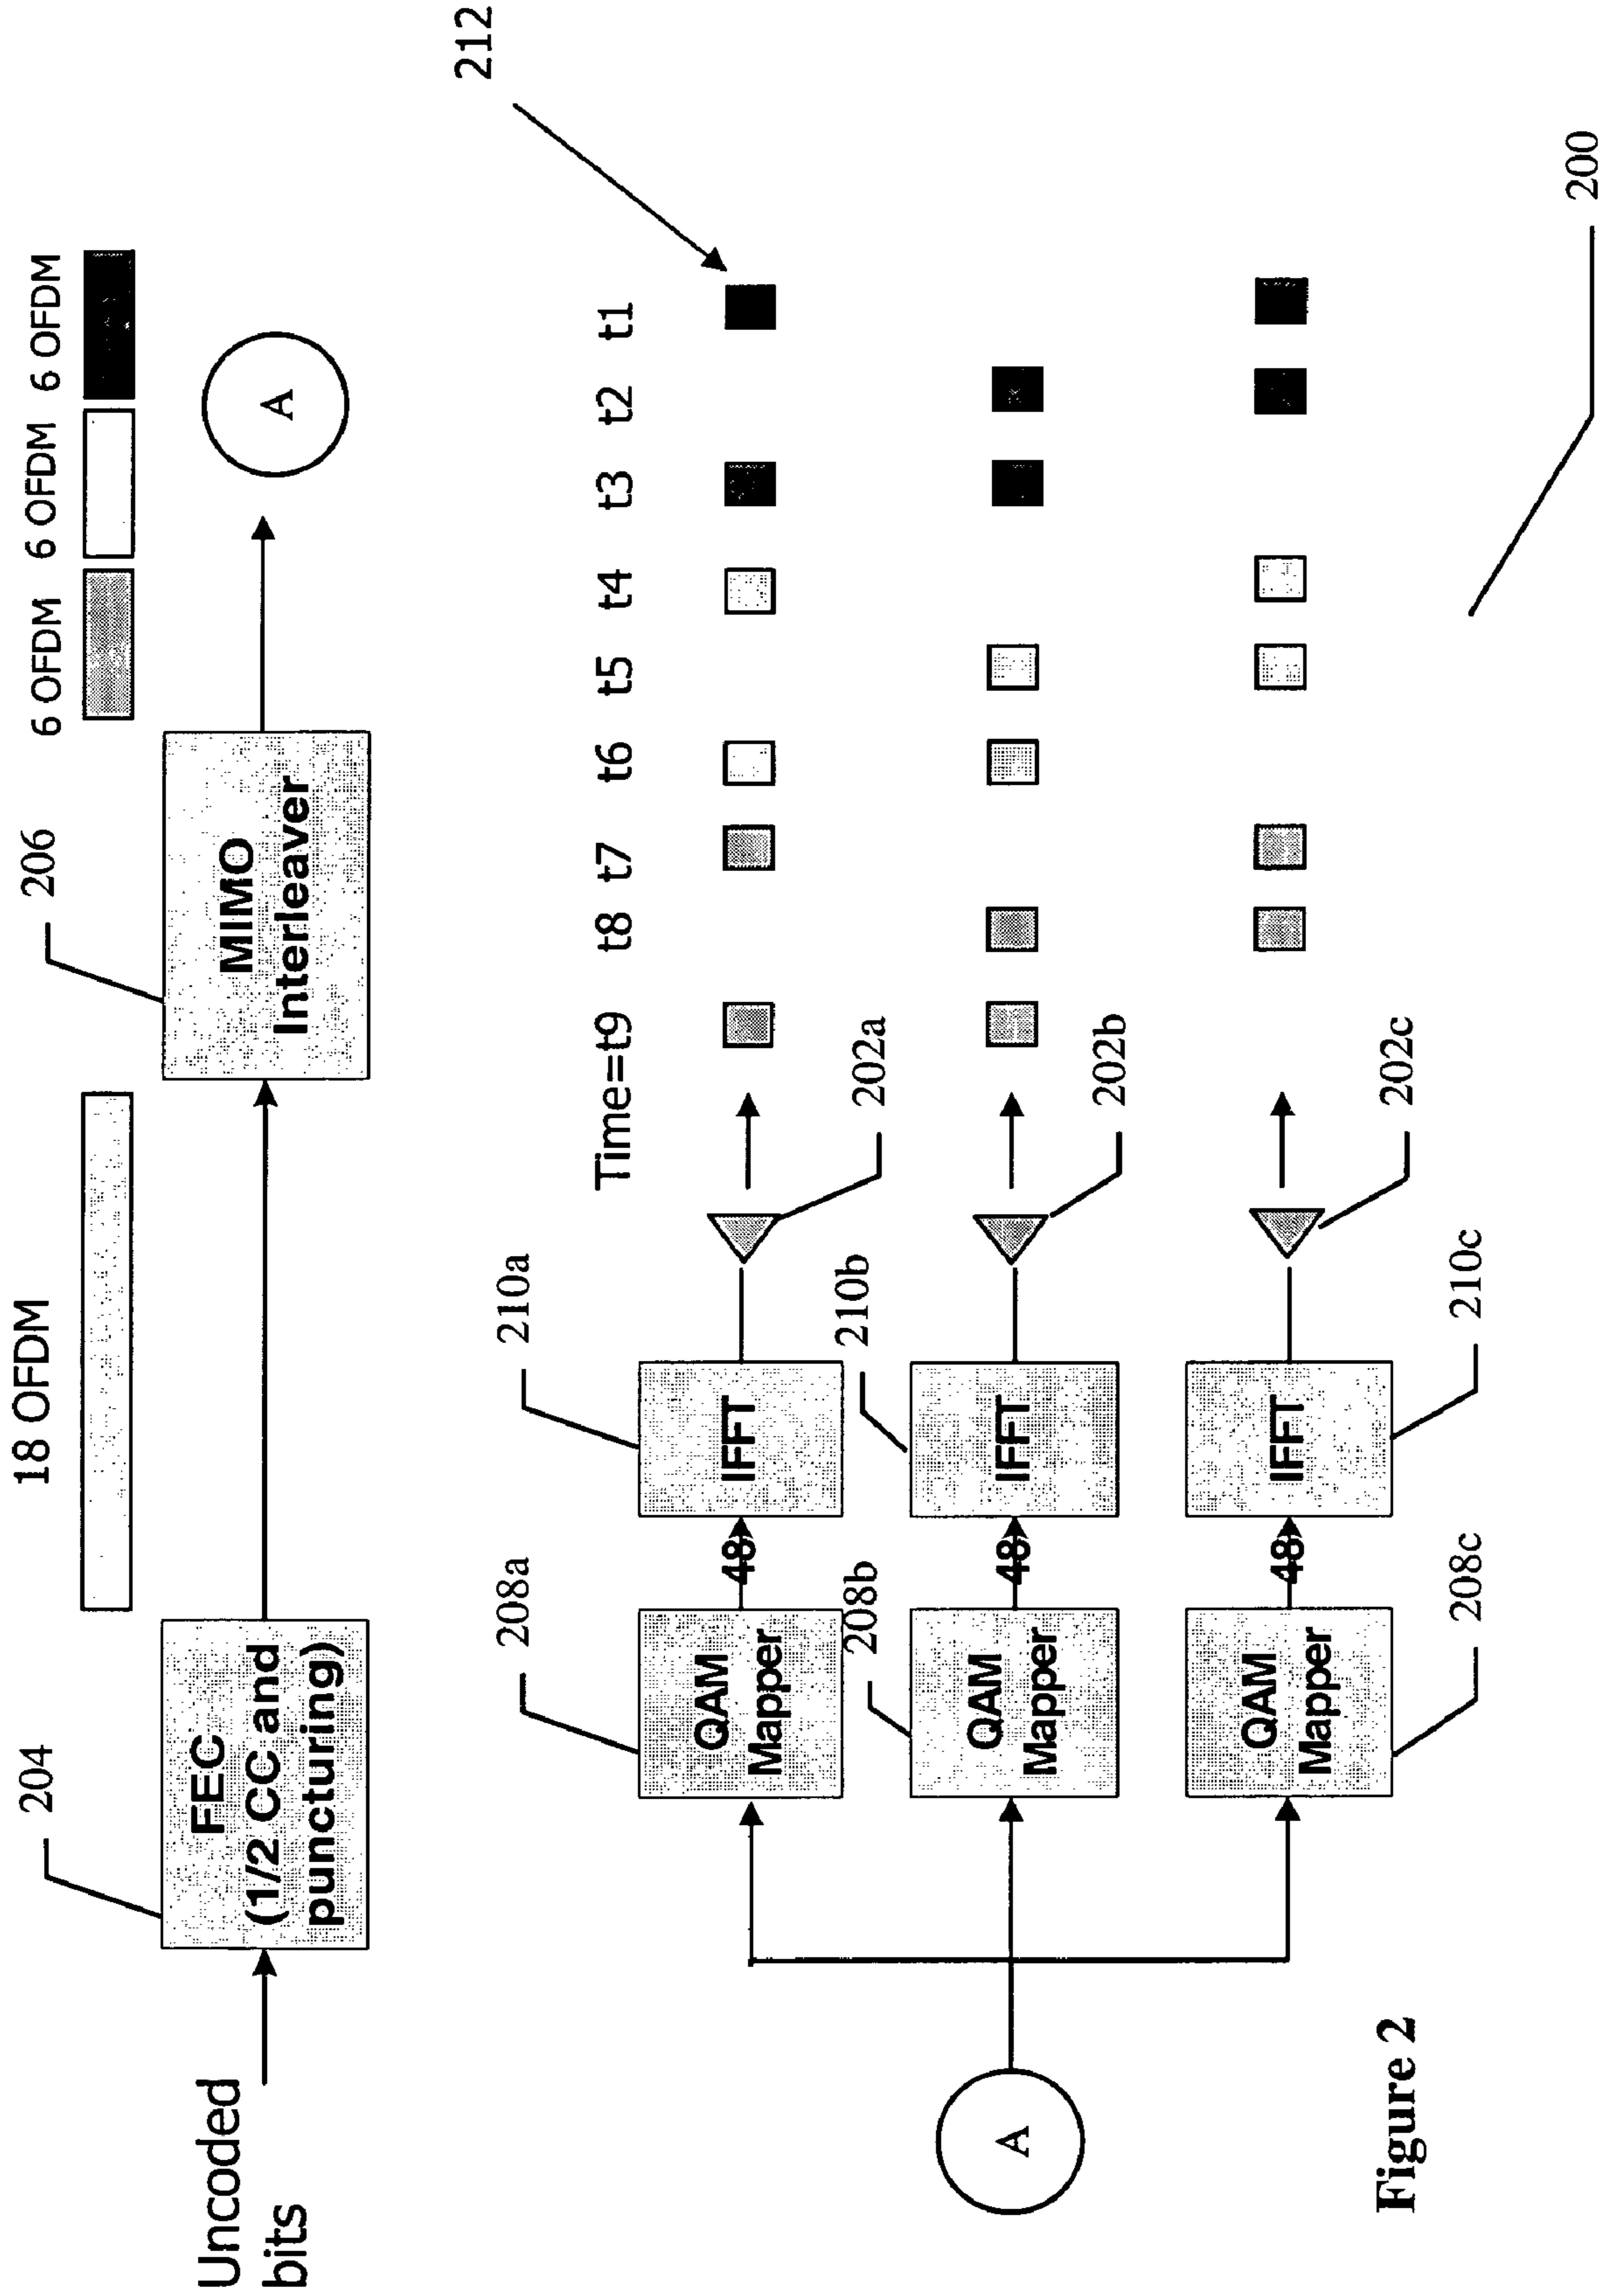 18 OFDM
6 OFDM
6 OFDM
6 OFDM
204
206
Uncoded
bits
FEC
(1/2 CC and
puncturing)
MIMO
Interleaver
A
212
208a
210a
Time=t9
t8
t7
t6
t5
t4
t3
t2
t1
QAM
Mapper
48
IFFT
202a
208b
210b
A
QAM
Mapper
48
IFFT
202b
QAM
Mapper
48
IFFT
202c
208c
210c
Figure 2
200